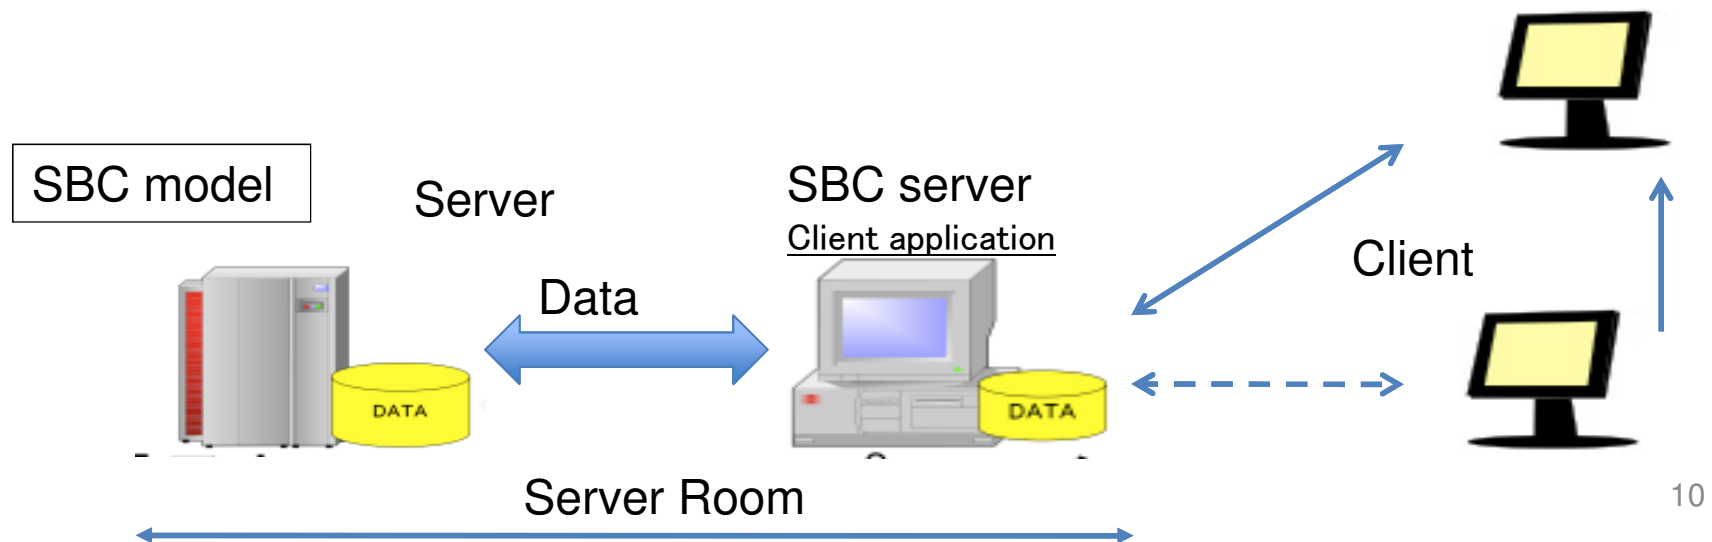 SBC model
Server
SBC server
Client application
Data
Client
DATA
DATA
Server Room
10